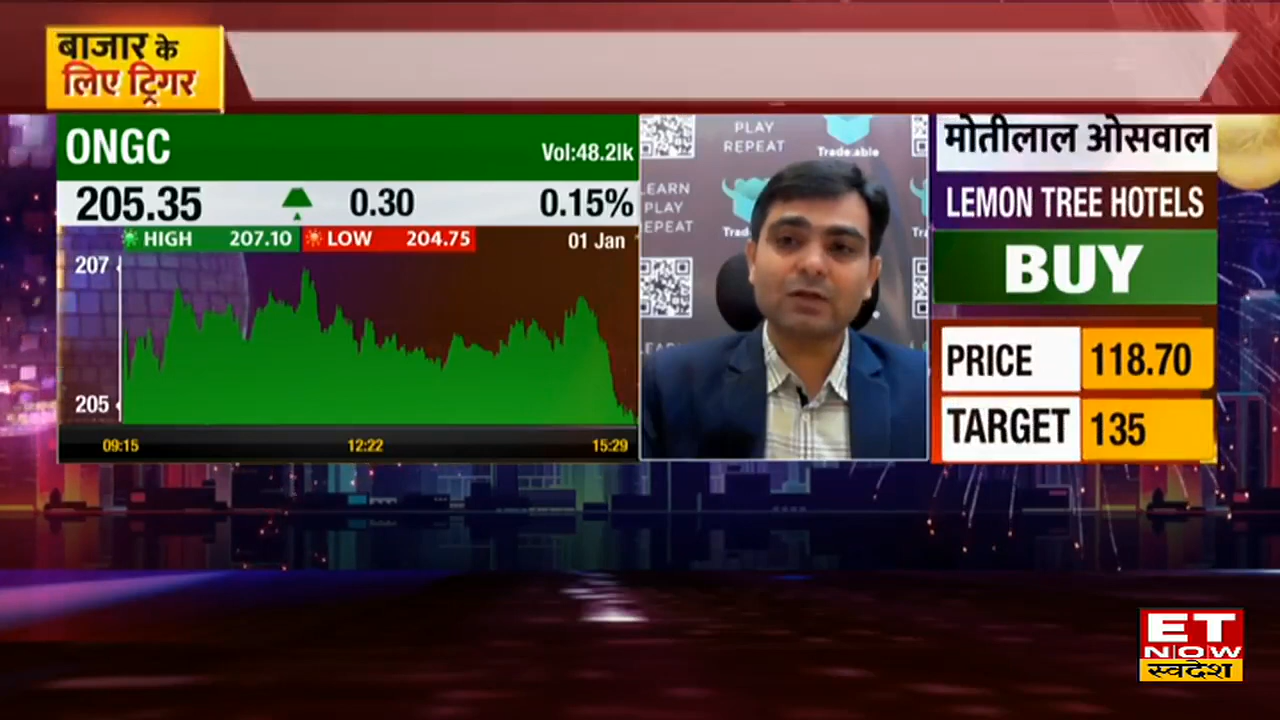 बाजार के
लिए ट्रिगर
ONGC
Vol:48.2lk
205.35 0.30 0.15%
HIGH 207.10 LOW 204.75 01 Jan
207
205
09:15 12:22 15:29
PLAY
REPEAT
Trade:able
LEARN
PLAY
REPEAT
मोतीलाल ओसवाल
LEMON TREE HOTELS
BUY
PRICE 118.70
TARGET 135
ET
NOW
स्वदेश